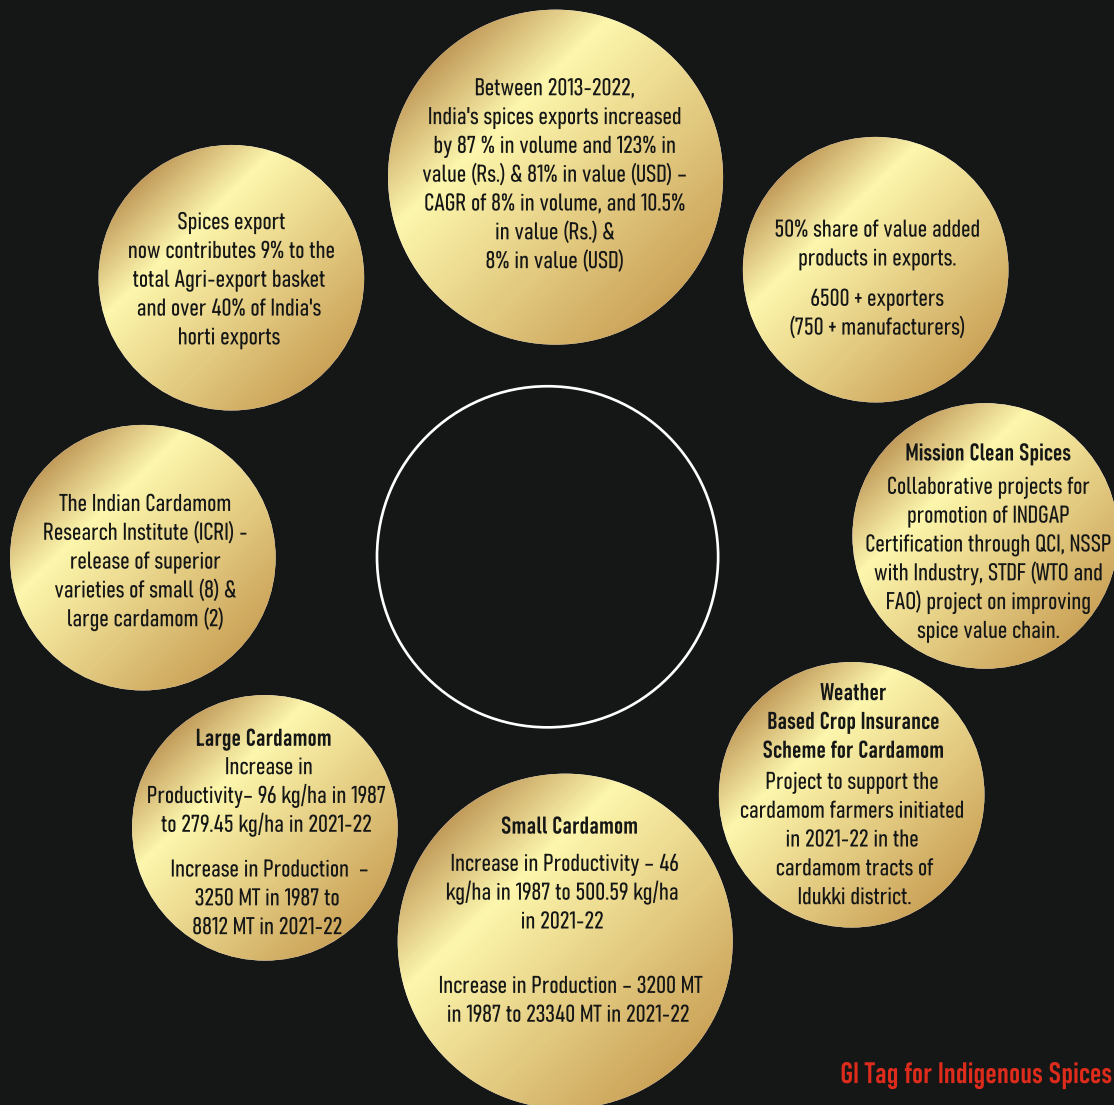 Between 2013-2022,
India's spices exports increased
by 87 % in volume and 123% in
value (Rs.) & 81% in value (USD) –
CAGR of 8% in volume, and 10.5%
in value (Rs.) &
8% in value (USD)
50% share of value added
products in exports.
6500 + exporters
(750 + manufacturers)
Mission Clean Spices
Collaborative projects for
promotion of INDGAP
Certification through QCI, NSSP
with Industry, STDF (WTO and
FAO) project on improving
spice value chain.
Weather
Based Crop Insurance
Scheme for Cardamom
Project to support the
cardamom farmers initiated
in 2021-22 in the
cardamom tracts of
Idukki district.
Small Cardamom
Increase in Productivity – 46
kg/ha in 1987 to 500.59 kg/ha
in 2021-22
Increase in Production – 3200 MT
in 1987 to 23340 MT in 2021-22
Large Cardamom
Increase in
Productivity– 96 kg/ha in 1987
to 279.45 kg/ha in 2021-22
Increase in Production –
3250 MT in 1987 to
8812 MT in 2021-22
The Indian Cardamom
Research Institute (ICRI) -
release of superior
varieties of small (8) &
large cardamom (2)
Spices export
now contributes 9% to the
total Agri-export basket
and over 40% of India's
horti exports
GI Tag for Indigenous Spices